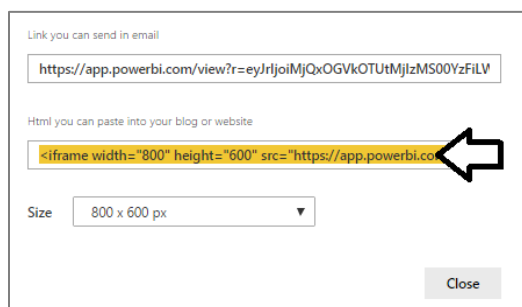 Link you can send in email
https://app.powerbi.com/view?r=eyJrIjoiMjQxOGVkOTUtMjIzMS00YzFiLW
Html you can paste into your blog or website
<iframe width="800" height="600" src="https://app.powerbi.co
Size 800 x 600 px
Close